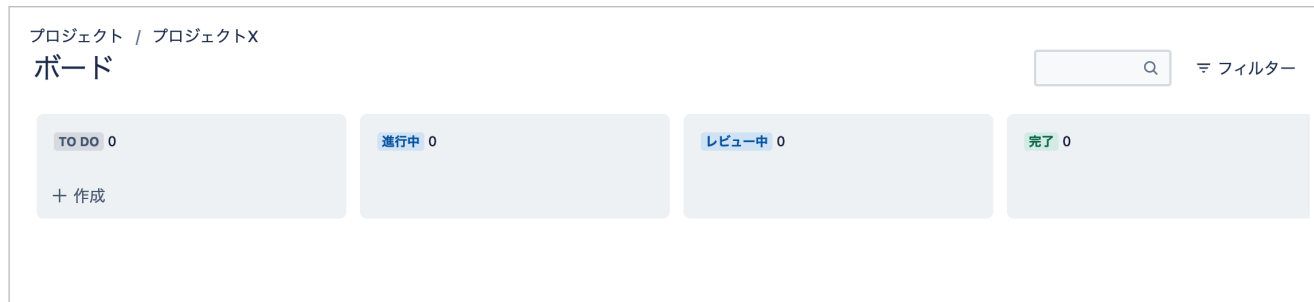 プロジェクト / プロジェクトX
ボード
フィルター
TO DO 0
進行中 0
レビュー中 0
完了 0
+ 作成